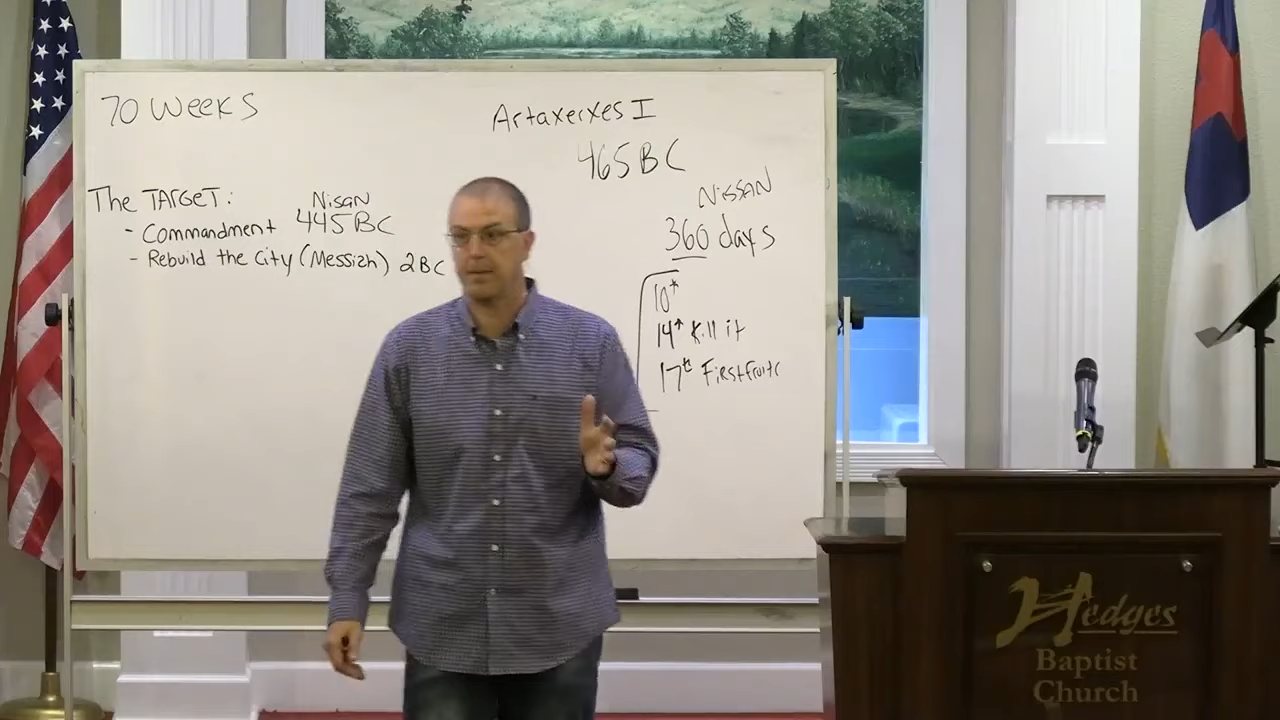 70 Weeks
The TARGET:
Nisan
- Commandment 445 BC
- Rebuild the City (Messiah) 2BC
Artaxerxes I
465 BC
NISSAN
360 days
10th
14th Kill it
17th Firstfruits
Hedges
Baptist
Church